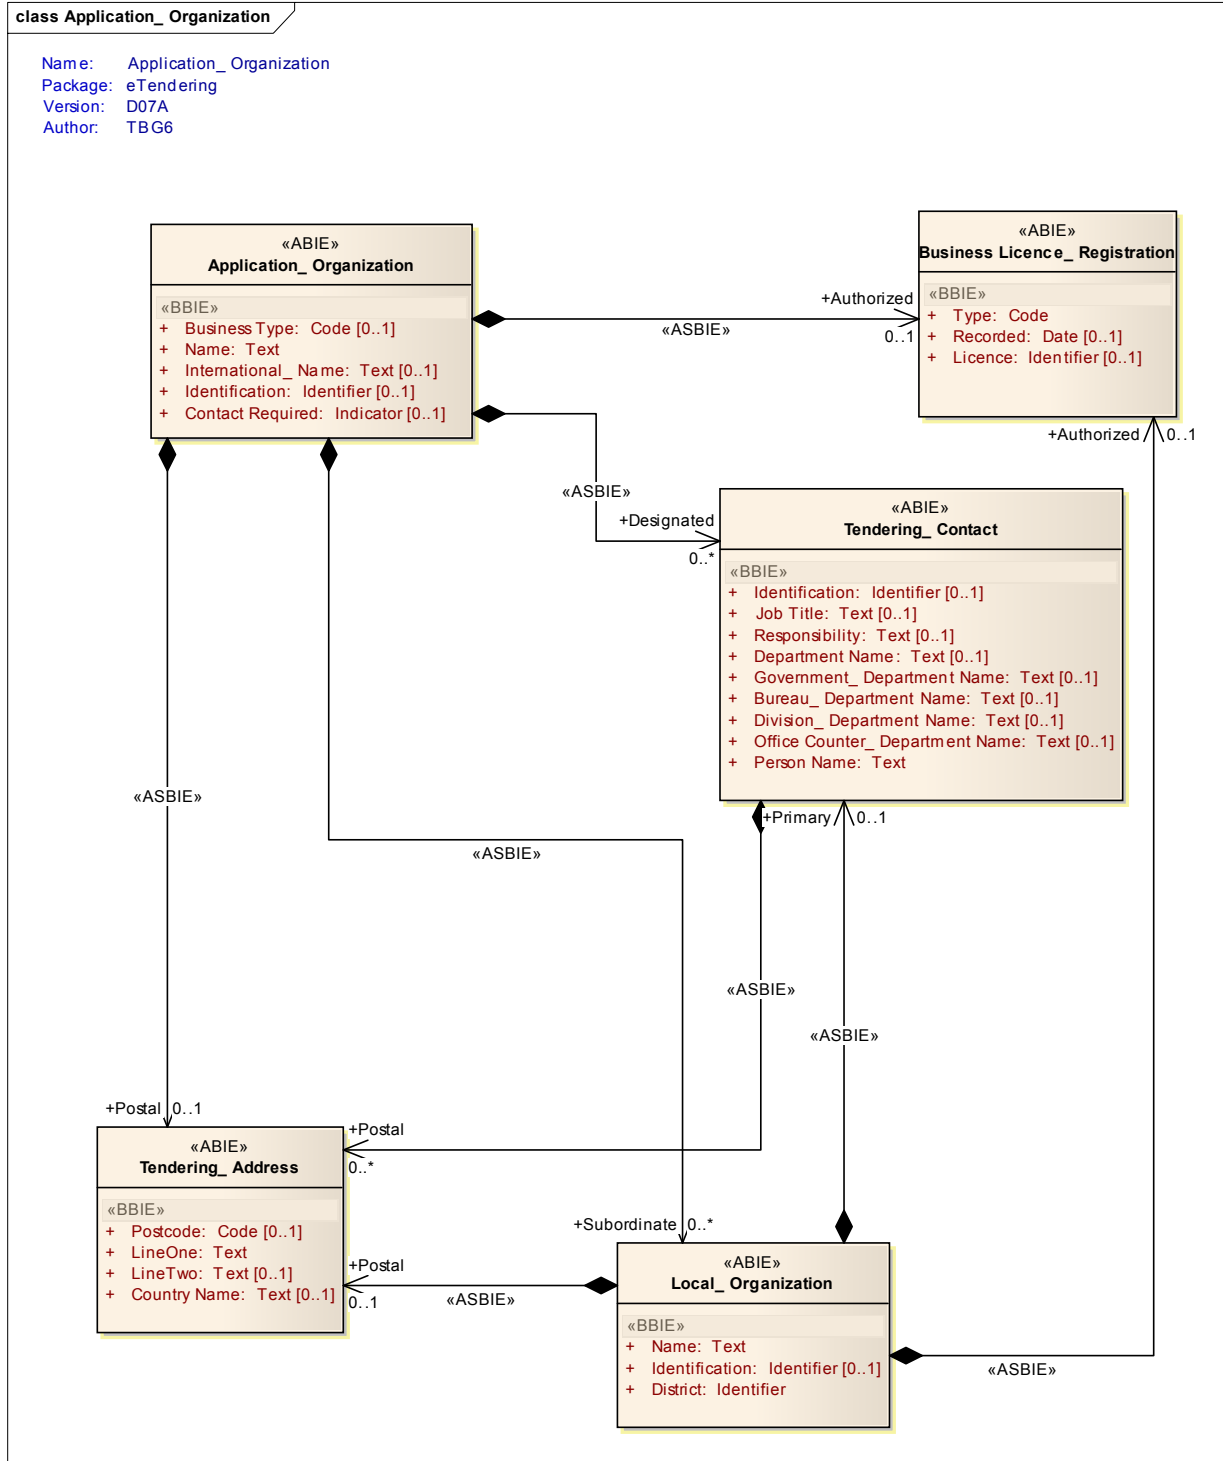 class Application_ Organization
Name: Application_ Organization
Package: eTendering
Version: D07A
Author: TBG6
«ABIE»
Application_ Organization
«BBIE»
+ Business Type: Code [0..1]
+ Name: Text
+ International_ Name: Text [0..1]
+ Identification: Identifier [0..1]
+ Contact Required: Indicator [0..1]
«ABIE»
Business Licence_ Registration
«BBIE»
+ Type: Code
+ Recorded: Date [0..1]
+ Licence: Identifier [0..1]
+Authorized
0..1
«ASBIE»
+Authorized 0..1
«ASBIE»
+Designated
0..*
«ABIE»
Tendering_ Contact
«BBIE»
+ Identification: Identifier [0..1]
+ Job Title: Text [0..1]
+ Responsibility: Text [0..1]
+ Department Name: Text [0..1]
+ Government_ Department Name: Text [0..1]
+ Bureau_ Department Name: Text [0..1]
+ Division_ Department Name: Text [0..1]
+ Office Counter_ Department Name: Text [0..1]
+ Person Name: Text
«ASBIE»
+Primary 0..1
«ASBIE»
«ASBIE»
«ASBIE»
+Postal 0..1
+Postal
0..*
«ABIE»
Tendering_ Address
«BBIE»
+ Postcode: Code [0..1]
+ LineOne: Text
+ LineTwo: Text [0..1]
+ Country Name: Text [0..1]
+Subordinate 0..*
+Postal
0..1
«ASBIE»
«ABIE»
Local_ Organization
«BBIE»
+ Name: Text
+ Identification: Identifier [0..1]
+ District: Identifier
«ASBIE»